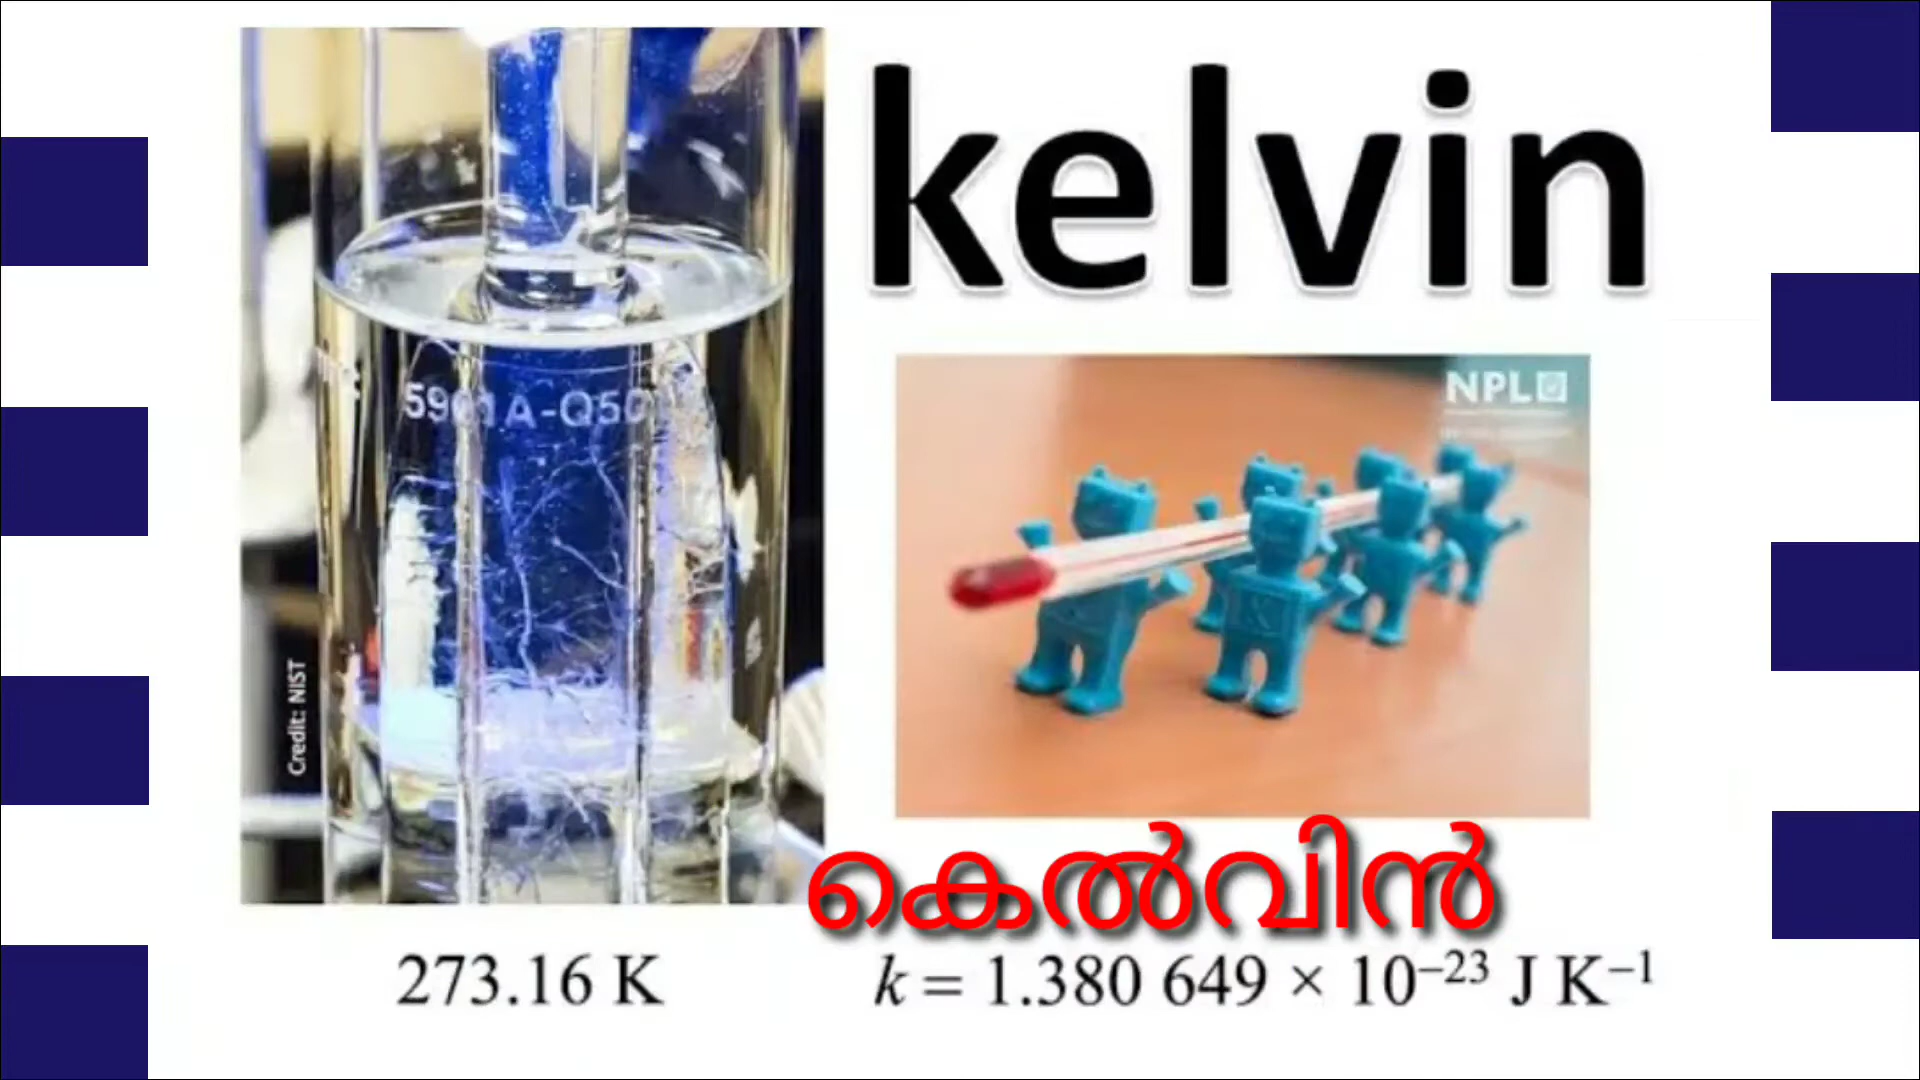 kelvin
NPL
5901A-Q50
Credit: NIST
കെൽവിൻ
273.16 K
k = 1.380 649 × 10⁻²³ J K⁻¹